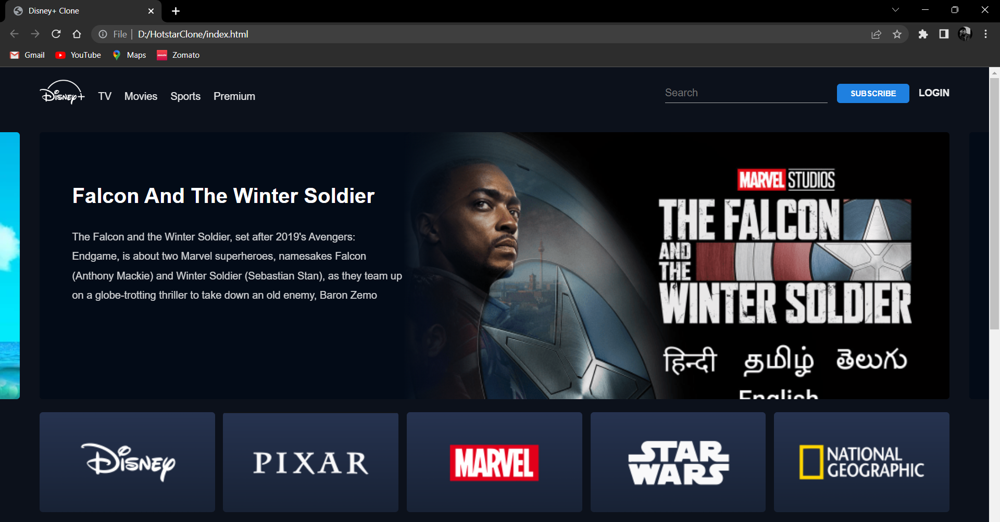 Disney+ Clone
File
D:/HotstarClone/index.html
Gmail
YouTube
Maps
zomato
Zomato
Disney+
TV
Movies
Sports
Premium
Search
SUBSCRIBE
LOGIN
Falcon And The Winter Soldier
The Falcon and the Winter Soldier, set after 2019's Avengers:
Endgame, is about two Marvel superheroes, namesakes Falcon
(Anthony Mackie) and Winter Soldier (Sebastian Stan), as they team up
on a globe-trotting thriller to take down an old enemy, Baron Zemo
MARVEL STUDIOS
THE FALCON
AND
THE
WINTER SOLDIER
हिन्दी தமிழ் తెలుగు
English
Disney
PIXAR
MARVEL
STAR
WARS
NATIONAL
GEOGRAPHIC